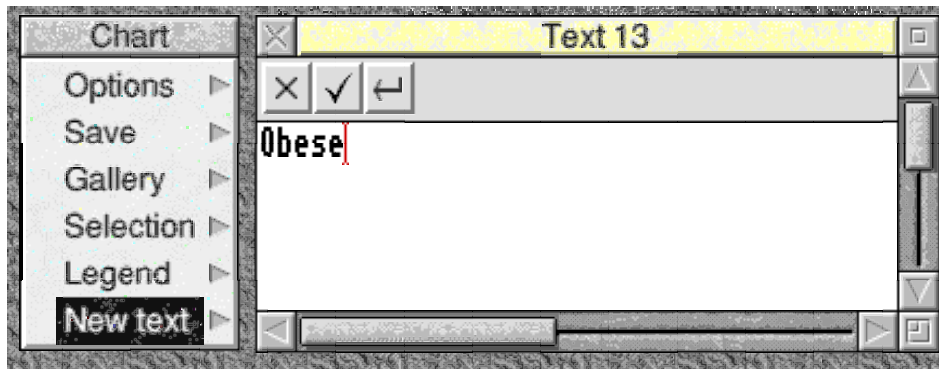 Chart
Options
Save
Gallery
Selection
Legend
New text
Text 13
Obese